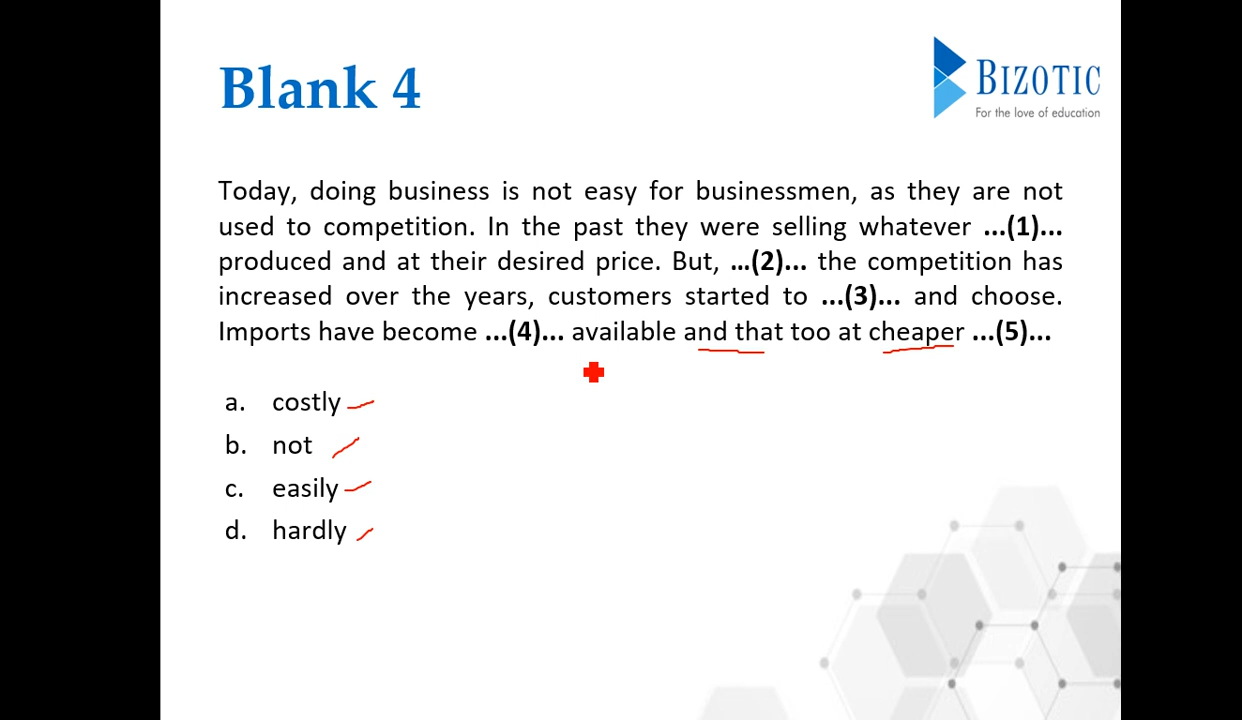 Blank 4
BIZOTIC
For the love of education
Today, doing business is not easy for businessmen, as they are not
used to competition. In the past they were selling whatever ...(1)...
produced and at their desired price. But, ...(2)... the competition has
increased over the years, customers started to ...(3)... and choose.
Imports have become ...(4)... available and that too at cheaper ...(5)...
a. costly
b. not
c. easily
d. hardly